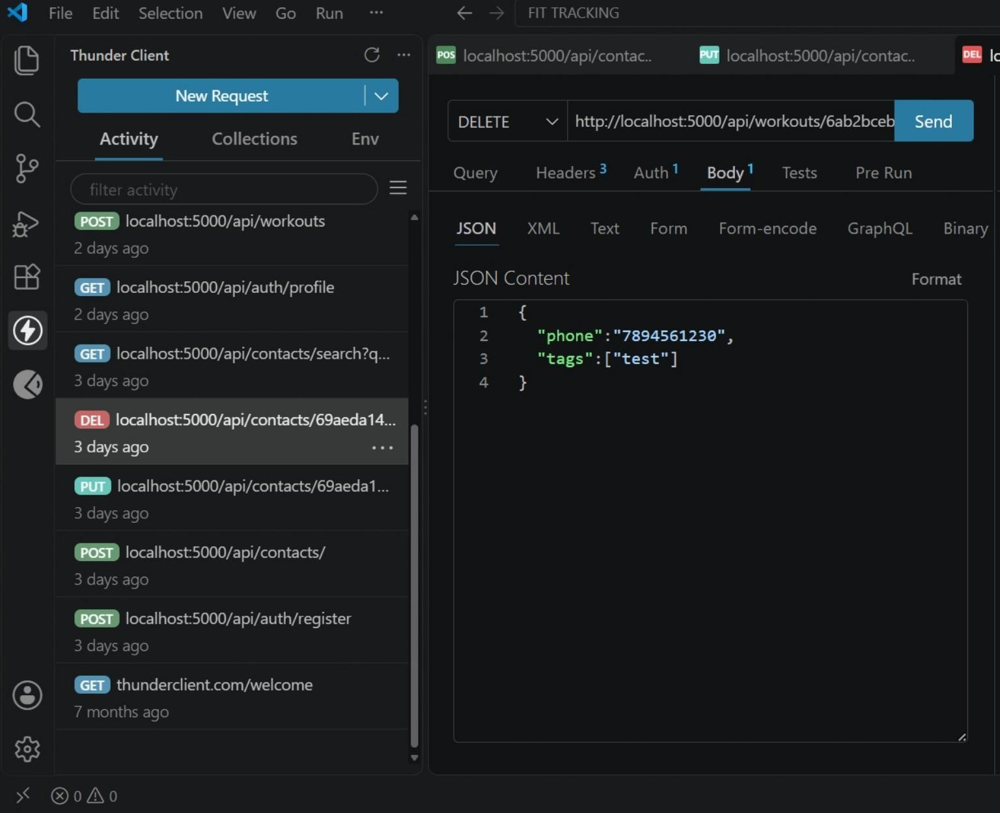 File Edit Selection View Go Run ···
FIT TRACKING
Thunder Client
New Request
Activity Collections Env
filter activity
POST localhost:5000/api/workouts
2 days ago
GET localhost:5000/api/auth/profile
2 days ago
GET localhost:5000/api/contacts/search?q...
3 days ago
DEL localhost:5000/api/contacts/69aeda14...
3 days ago
PUT localhost:5000/api/contacts/69aeda1...
3 days ago
POST localhost:5000/api/contacts/
3 days ago
POST localhost:5000/api/auth/register
3 days ago
GET thunderclient.com/welcome
7 months ago
POS localhost:5000/api/contac... PUT localhost:5000/api/contac... DEL lo
DELETE http://localhost:5000/api/workouts/6ab2bceb Send
Query Headers 3 Auth 1 Body 1 Tests Pre Run
JSON XML Text Form Form-encode GraphQL Binary
JSON Content Format
1 {
2 "phone":"7894561230",
3 "tags":["test"]
4 }
0 0